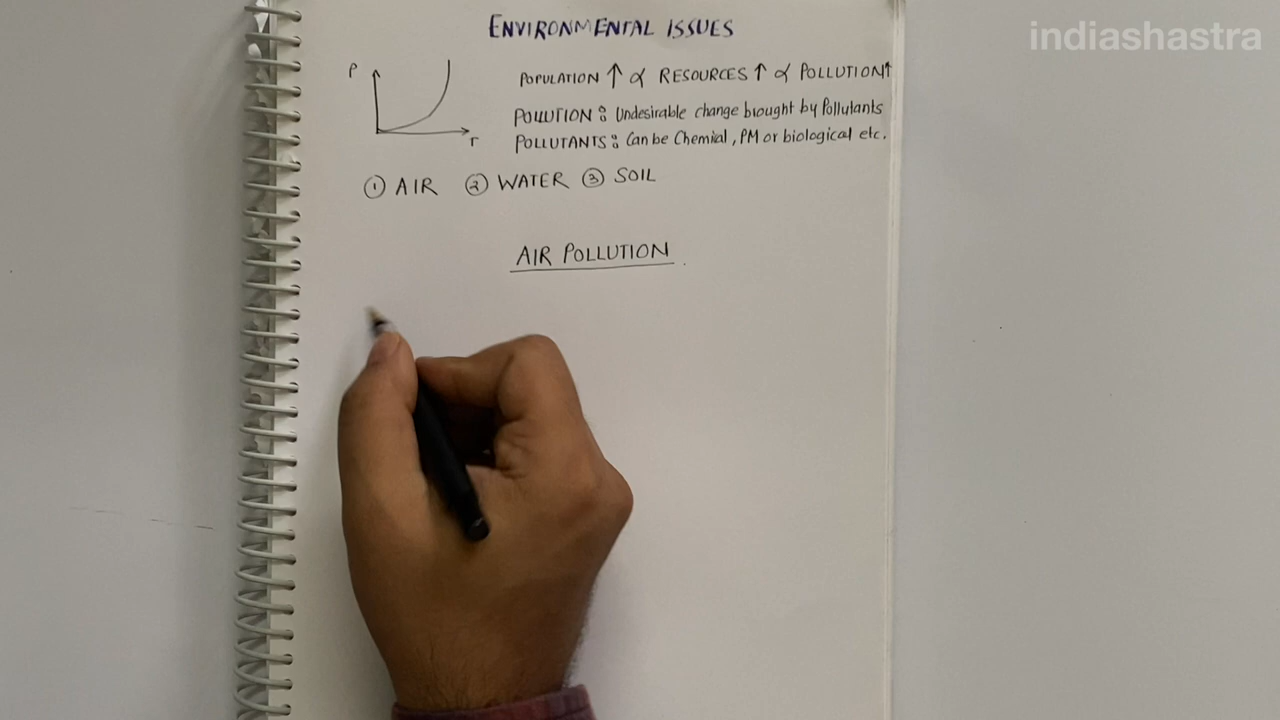 indiashastra
ENVIRONMENTAL ISSUES
P
r
POPULATION ↑ ∝ RESOURCES ↑ ∝ POLLUTION↑
POLLUTION : Undesirable change brought by Pollutants
POLLUTANTS : Can be Chemical, PM or biological etc.
① AIR ② WATER ③ SOIL
AIR POLLUTION